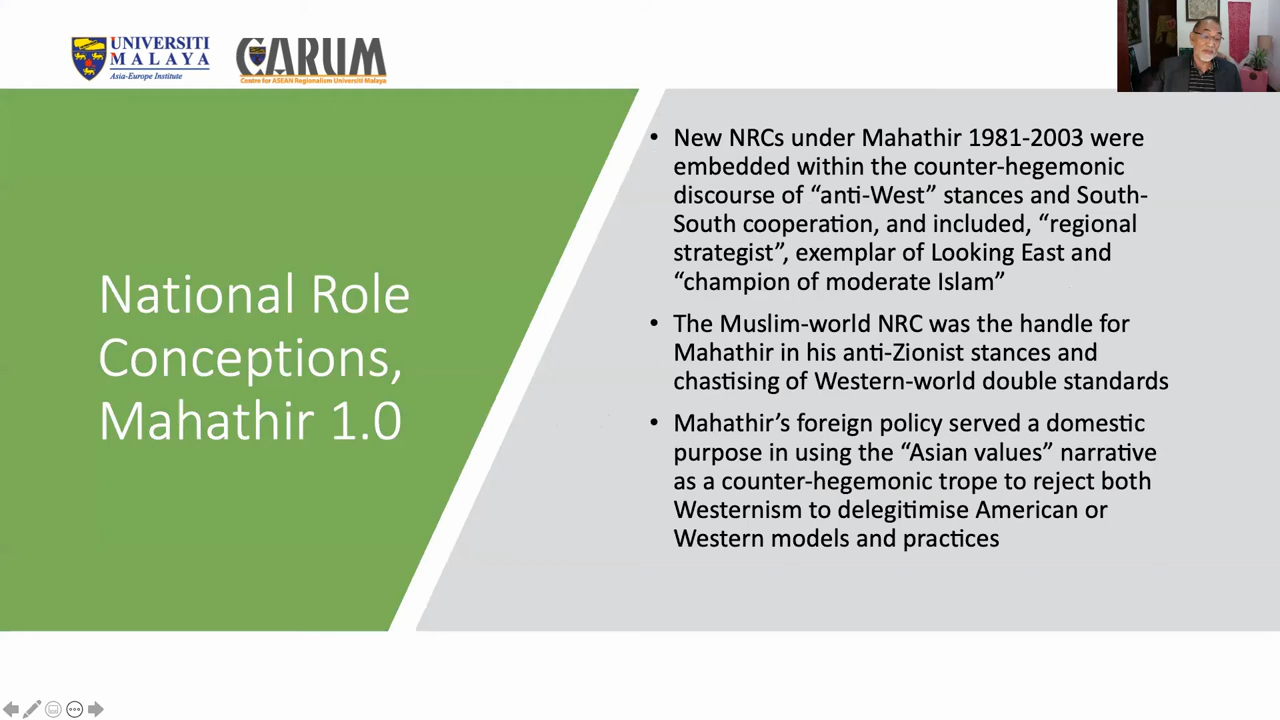 UNIVERSITI
MALAYA
Asia-Europe Institute
CARUM
Centre for ASEAN Regionalism Universiti Malaya
National Role
Conceptions,
Mahathir 1.0
• New NRCs under Mahathir 1981-2003 were
embedded within the counter-hegemonic
discourse of “anti-West” stances and South-
South cooperation, and included, “regional
strategist”, exemplar of Looking East and
“champion of moderate Islam”
• The Muslim-world NRC was the handle for
Mahathir in his anti-Zionist stances and
chastising of Western-world double standards
• Mahathir’s foreign policy served a domestic
purpose in using the “Asian values” narrative
as a counter-hegemonic trope to reject both
Westernism to delegitimise American or
Western models and practices